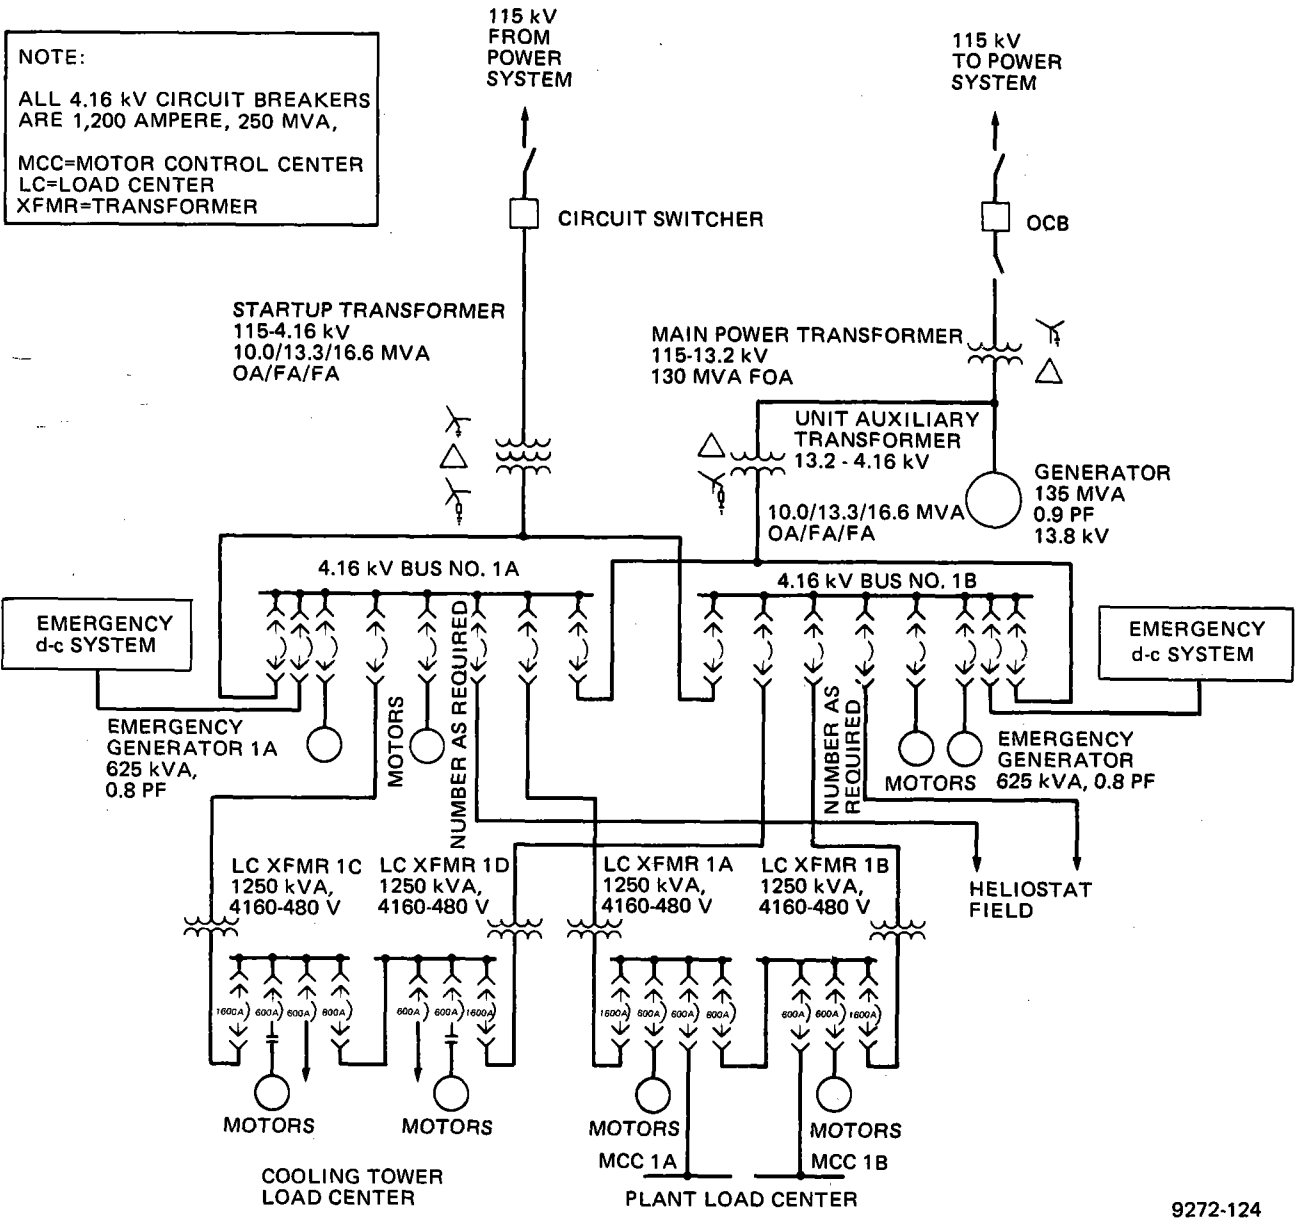 115 kV
FROM
POWER
SYSTEM
115 kV
TO POWER
SYSTEM
NOTE:
ALL 4.16 kV CIRCUIT BREAKERS
ARE 1,200 AMPERE, 250 MVA,
MCC=MOTOR CONTROL CENTER
LC=LOAD CENTER
XFMR=TRANSFORMER
CIRCUIT SWITCHER
OCB
STARTUP TRANSFORMER
115-4.16 kV
10.0/13.3/16.6 MVA
OA/FA/FA
MAIN POWER TRANSFORMER
115-13.2 kV
130 MVA FOA
UNIT AUXILIARY
TRANSFORMER
13.2 - 4.16 kV
10.0/13.3/16.6 MVA
OA/FA/FA
GENERATOR
135 MVA
0.9 PF
13.8 kV
4.16 kV BUS NO. 1A
4.16 kV BUS NO. 1B
EMERGENCY
d-c SYSTEM
EMERGENCY
d-c SYSTEM
EMERGENCY
GENERATOR 1A
625 kVA,
0.8 PF
MOTORS
NUMBER AS REQUIRED
NUMBER AS
REQUIRED
MOTORS
EMERGENCY
GENERATOR
625 kVA, 0.8 PF
LC XFMR 1C
1250 kVA,
4160-480 V
LC XFMR 1D
1250 kVA,
4160-480 V
LC XFMR 1A
1250 kVA,
4160-480 V
LC XFMR 1B
1250 kVA,
4160-480 V
HELIOSTAT
FIELD
1600A
600A
600A
800A
600A
600A
1600A
1600A
600A
600A
800A
600A
600A
1600A
MOTORS
MOTORS
MOTORS
MOTORS
MCC 1A
MCC 1B
COOLING TOWER
LOAD CENTER
PLANT LOAD CENTER
9272-124